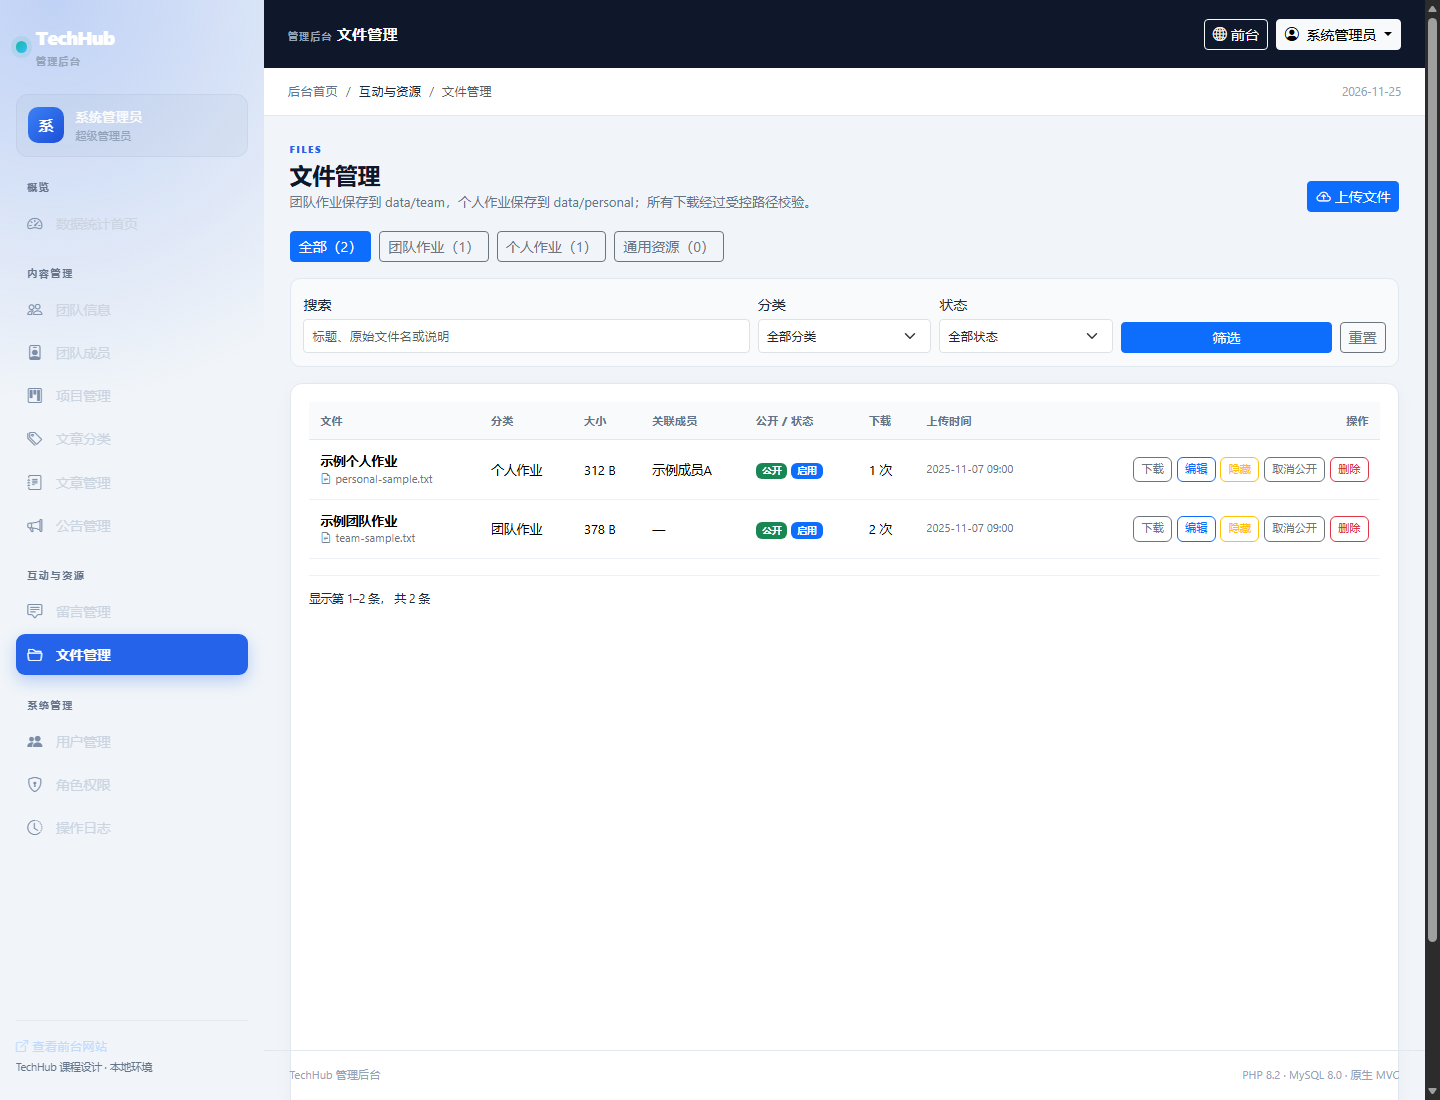 TechHub
管理后台
系
系统管理员
超级管理员
概览
数据统计首页
内容管理
团队信息
团队成员
项目管理
文章分类
文章管理
公告管理
互动与资源
留言管理
文件管理
系统管理
用户管理
角色权限
操作日志
查看前台网站
TechHub 课程设计 · 本地环境
管理后台 文件管理
前台
系统管理员
后台首页 / 互动与资源 / 文件管理
2026-11-25
FILES
文件管理
团队作业保存到 data/team，个人作业保存到 data/personal；所有下载经过受控路径校验。
上传文件
全部（2） 团队作业（1） 个人作业（1） 通用资源（0）
搜索 分类 状态
标题、原始文件名或说明 全部分类 全部状态 筛选 重置
文件 分类 大小 关联成员 公开 / 状态 下载 上传时间 操作
示例个人作业
personal-sample.txt
个人作业 312 B 示例成员A 公开 启用 1 次 2025-11-07 09:00 下载 编辑 隐藏 取消公开 删除
示例团队作业
team-sample.txt
团队作业 378 B — 公开 启用 2 次 2025-11-07 09:00 下载 编辑 隐藏 取消公开 删除
显示第 1–2 条， 共 2 条
TechHub 管理后台
PHP 8.2 · MySQL 8.0 · 原生 MVC